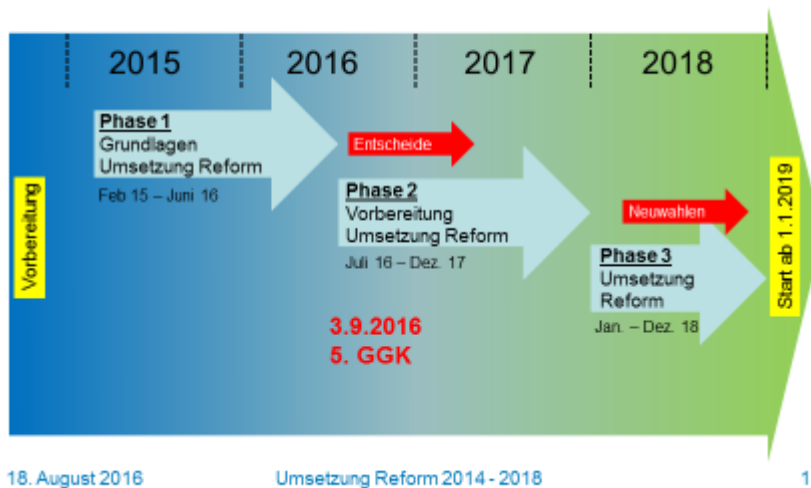 2015 2016 2017 2018
Vorbereitung
Phase 1
Grundlagen
Umsetzung Reform
Feb 15 – Juni 16
Entscheide
Phase 2
Vorbereitung
Umsetzung Reform
Juli 16 – Dez. 17
3.9.2016
5. GGK
Neuwahlen
Phase 3
Umsetzung
Reform
Jan. – Dez. 18
Start ab 1.1.2019
18. August 2016 Umsetzung Reform 2014 - 2018 1